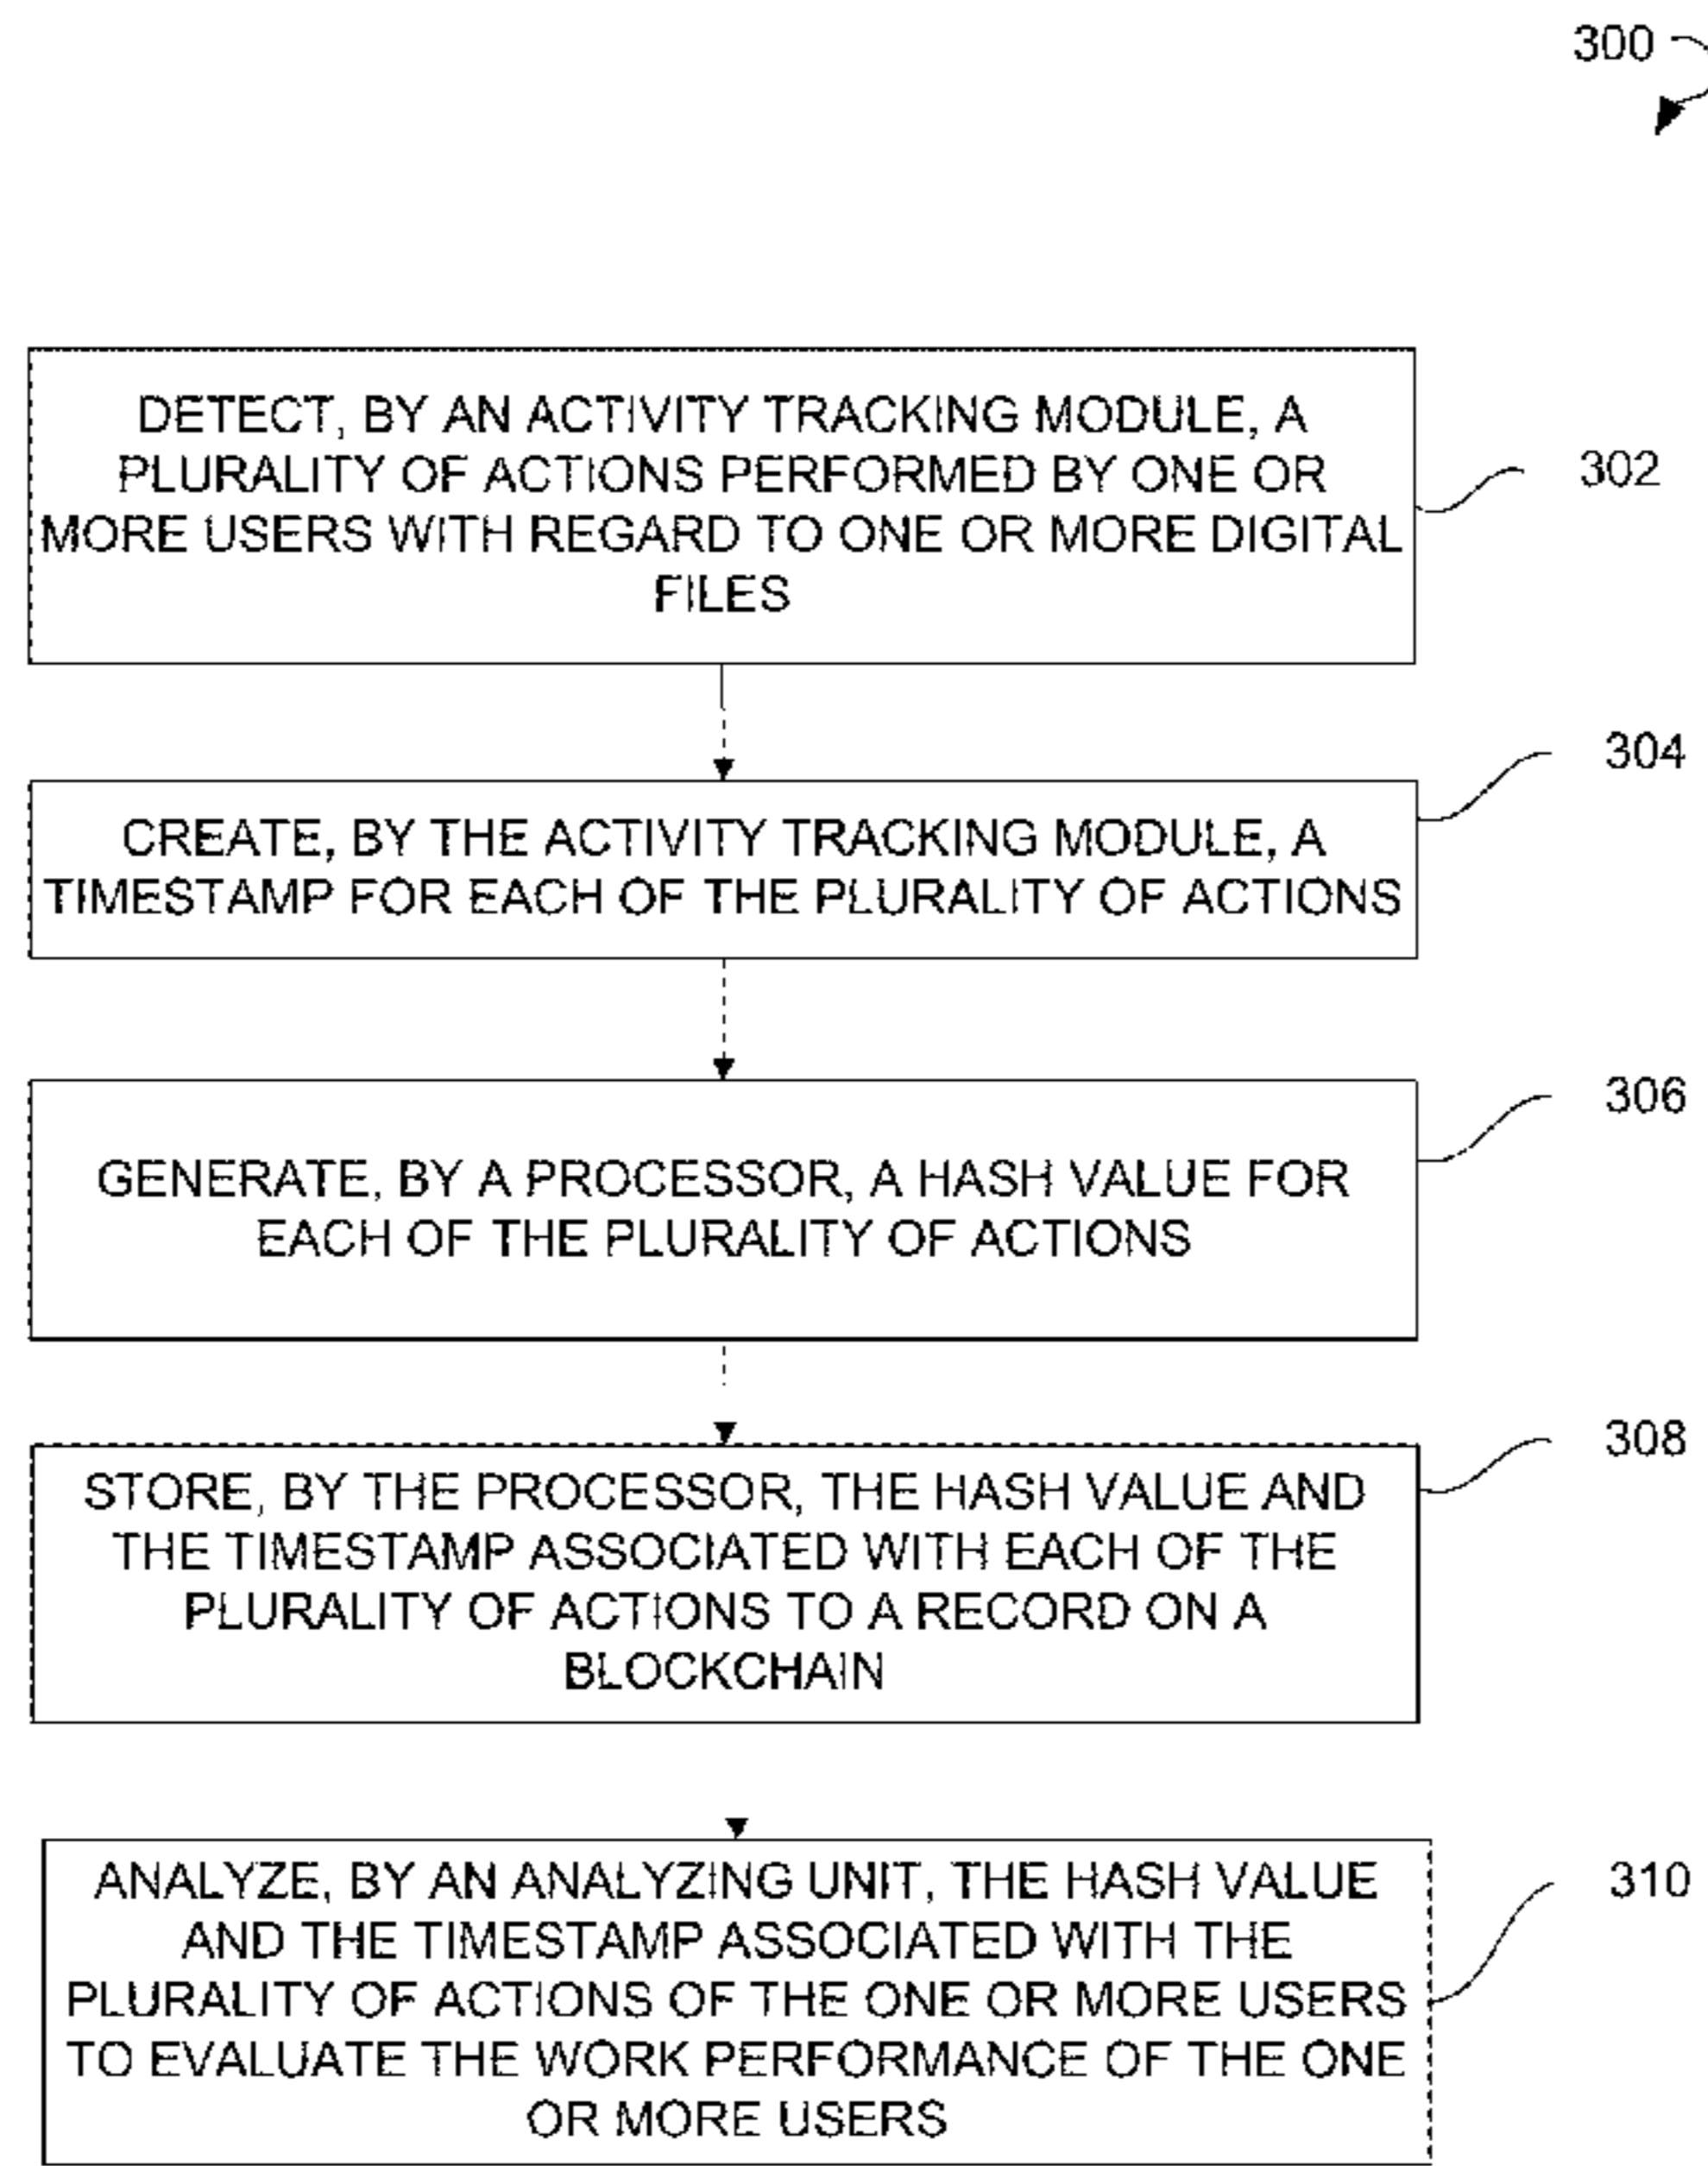 300
DETECT, BY AN ACTIVITY TRACKING MODULE, A
PLURALITY OF ACTIONS PERFORMED BY ONE OR
MORE USERS WITH REGARD TO ONE OR MORE DIGITAL
FILES
302
CREATE, BY THE ACTIVITY TRACKING MODULE, A
TIMESTAMP FOR EACH OF THE PLURALITY OF ACTIONS
304
GENERATE, BY A PROCESSOR, A HASH VALUE FOR
EACH OF THE PLURALITY OF ACTIONS
306
STORE, BY THE PROCESSOR, THE HASH VALUE AND
THE TIMESTAMP ASSOCIATED WITH EACH OF THE
PLURALITY OF ACTIONS TO A RECORD ON A
BLOCKCHAIN
308
ANALYZE, BY AN ANALYZING UNIT, THE HASH VALUE
AND THE TIMESTAMP ASSOCIATED WITH THE
PLURALITY OF ACTIONS OF THE ONE OR MORE USERS
TO EVALUATE THE WORK PERFORMANCE OF THE ONE
OR MORE USERS
310